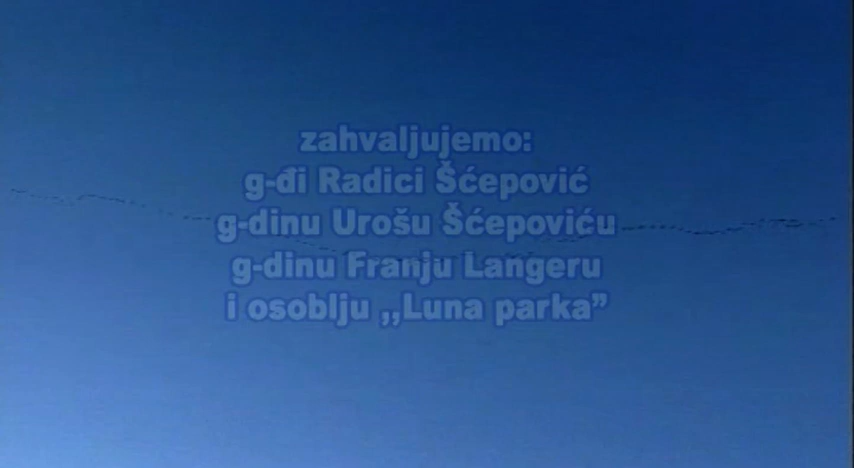 zahvaljujemo:
g-đi Radici Šćepović
g-dinu Urošu Šćepoviću
g-dinu Franju Langeru
i osoblju ,,Luna parka”